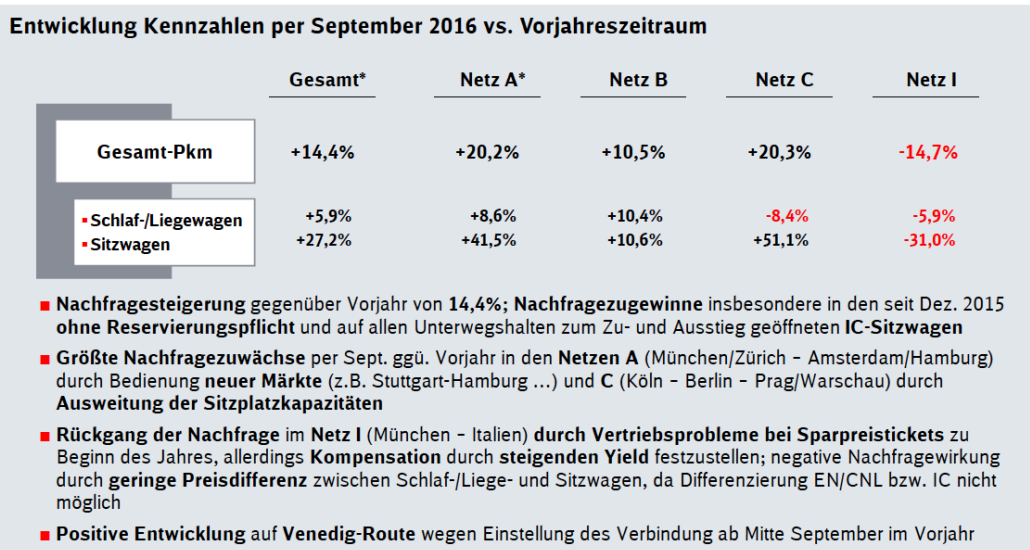 Entwicklung Kennzahlen per September 2016 vs. Vorjahreszeitraum
Gesamt* Netz A* Netz B Netz C Netz I
Gesamt-Pkm +14,4% +20,2% +10,5% +20,3% -14,7%
▪ Schlaf-/Liegewagen +5,9% +8,6% +10,4% -8,4% -5,9%
▪ Sitzwagen +27,2% +41,5% +10,6% +51,1% -31,0%
■ Nachfragesteigerung gegenüber Vorjahr von 14,4%; Nachfragezugewinne insbesondere in den seit Dez. 2015
ohne Reservierungspflicht und auf allen Unterwegshalten zum Zu- und Ausstieg geöffneten IC-Sitzwagen
■ Größte Nachfragezuwächse per Sept. ggü. Vorjahr in den Netzen A (München/Zürich – Amsterdam/Hamburg)
durch Bedienung neuer Märkte (z.B. Stuttgart-Hamburg ...) und C (Köln – Berlin – Prag/Warschau) durch
Ausweitung der Sitzplatzkapazitäten
■ Rückgang der Nachfrage im Netz I (München – Italien) durch Vertriebsprobleme bei Sparpreistickets zu
Beginn des Jahres, allerdings Kompensation durch steigenden Yield festzustellen; negative Nachfragewirkung
durch geringe Preisdifferenz zwischen Schlaf-/Liege- und Sitzwagen, da Differenzierung EN/CNL bzw. IC nicht
möglich
■ Positive Entwicklung auf Venedig-Route wegen Einstellung des Verbindung ab Mitte September im Vorjahr